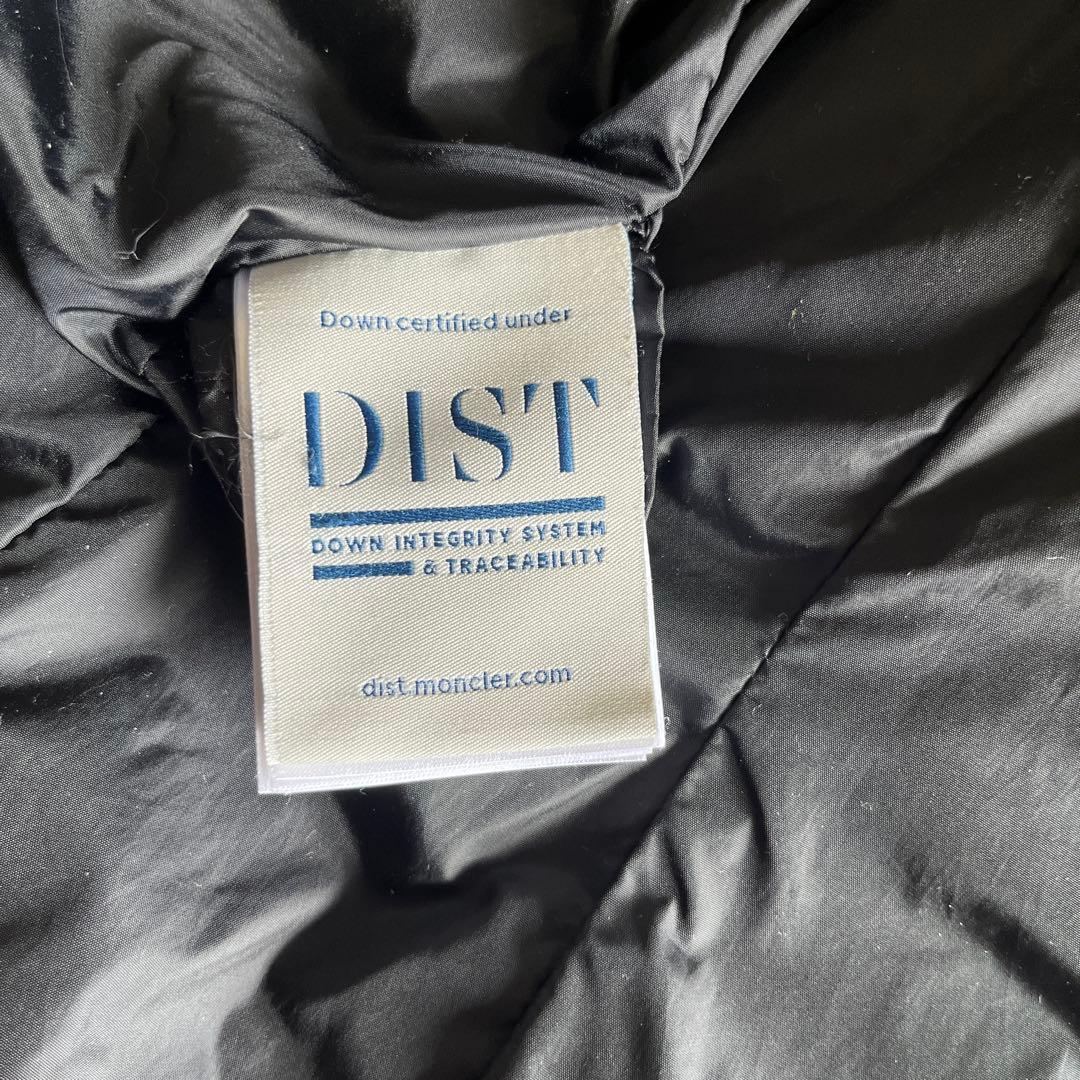 Down certified under
DIST
DOWN INTEGRITY SYSTEM
& TRACEABILITY
dist.moncler.com